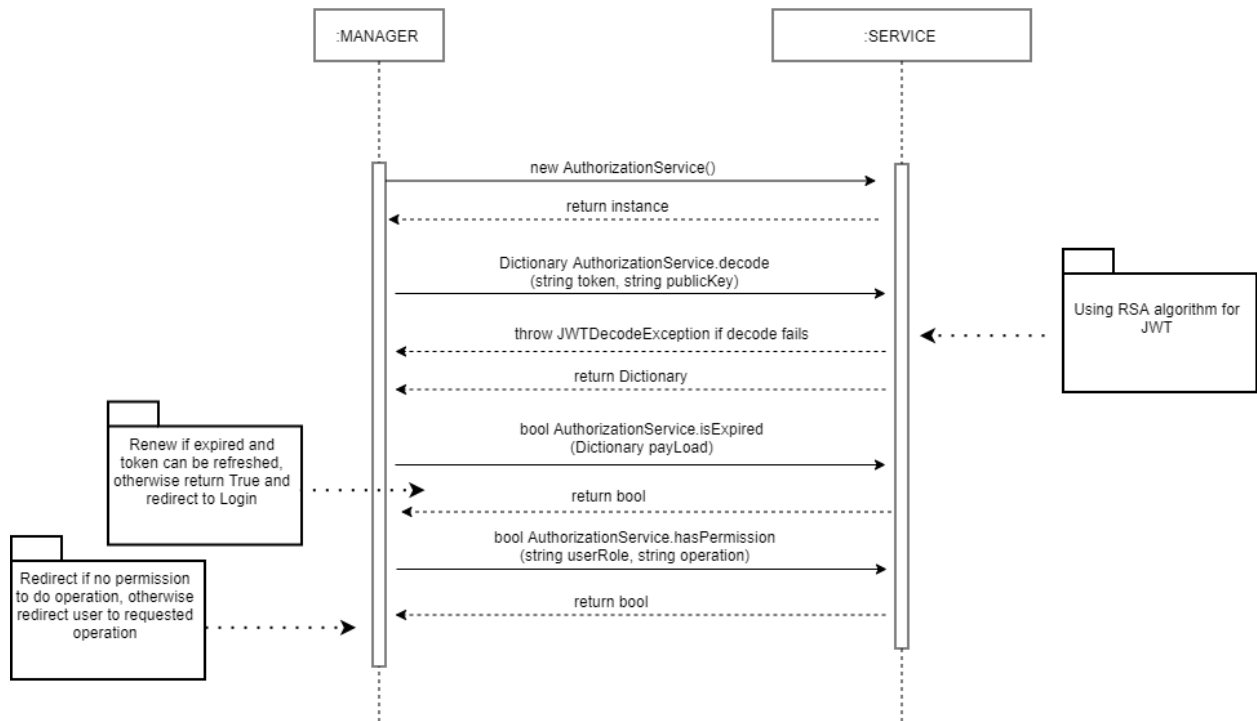 :MANAGER
:SERVICE
new AuthorizationService()
return instance
Dictionary AuthorizationService.decode
(string token, string publicKey)
Using RSA algorithm for
JWT
throw JWTDecodeException if decode fails
return Dictionary
bool AuthorizationService.isExpired
(Dictionary payLoad)
Renew if expired and
token can be refreshed,
otherwise return True and
redirect to Login
return bool
bool AuthorizationService.hasPermission
(string userRole, string operation)
Redirect if no permission
to do operation, otherwise
redirect user to requested
operation
return bool